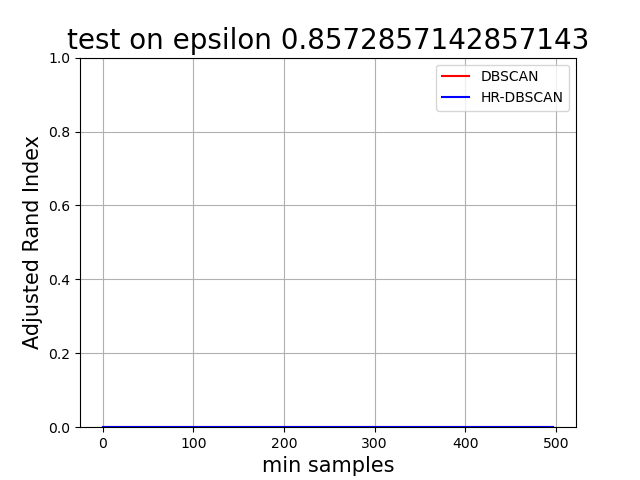 test on epsilon 0.8572857142857143
1.0
0.8
0.6
0.4
0.2
0.0
Adjusted Rand Index
DBSCAN
HR-DBSCAN
0 100 200 300 400 500
min samples